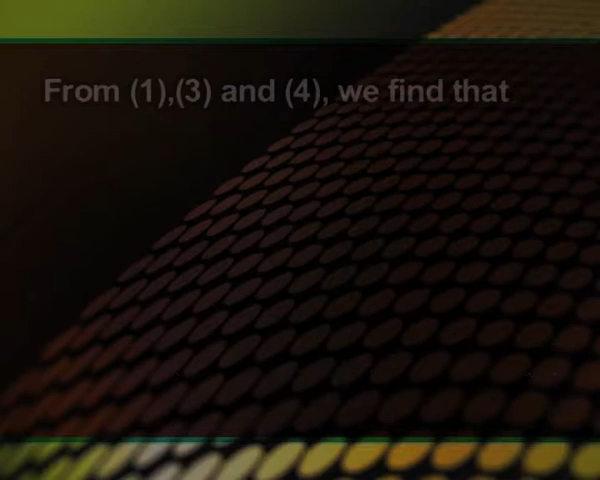 From (1),(3) and (4), we find that